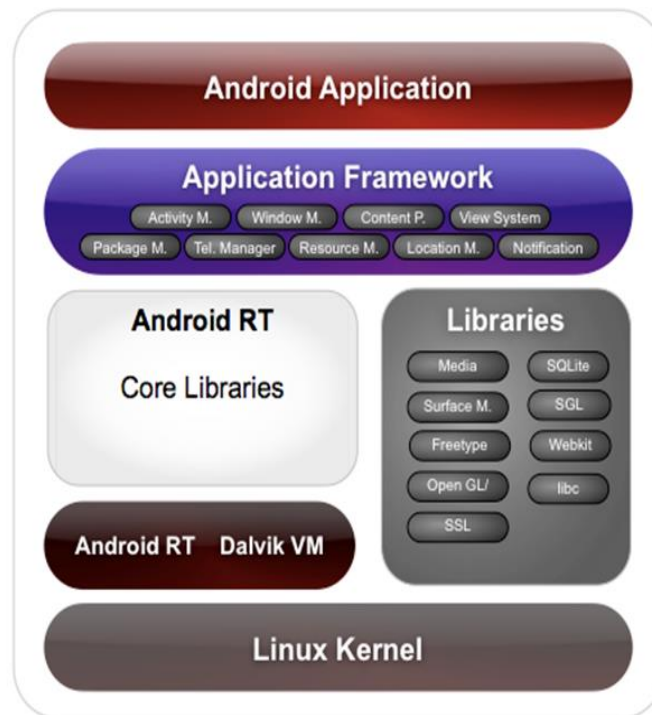 Android Application
Application Framework
Activity M. Window M. Content P. View System
Package M. Tel. Manager Resource M. Location M. Notification
Android RT
Core Libraries
Android RT Dalvik VM
Libraries
Media SQLite
Surface M. SGL
Freetype Webkit
Open GL/ libc
SSL
Linux Kernel